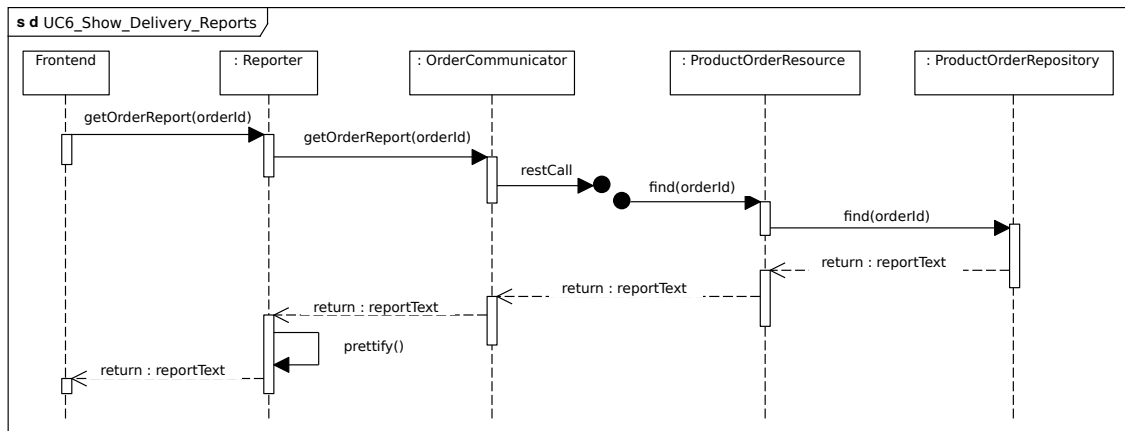 s d UC6_Show_Delivery_Reports
Frontend
: Reporter
: OrderCommunicator
: ProductOrderResource
: ProductOrderRepository
getOrderReport(orderId)
getOrderReport(orderId)
restCall
find(orderId)
find(orderId)
return : reportText
return : reportText
return : reportText
prettify()
return : reportText